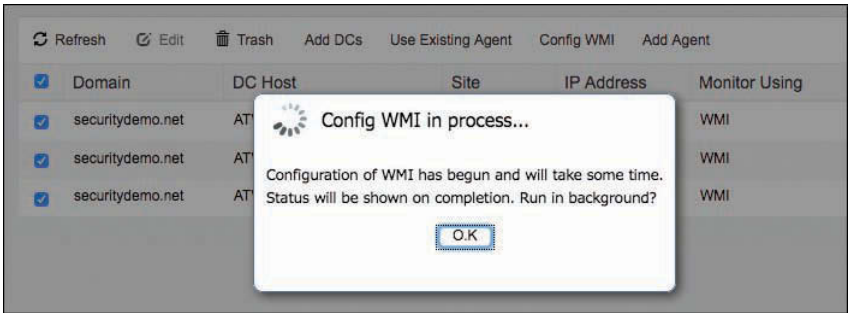 Refresh Edit Trash Add DCs Use Existing Agent Config WMI Add Agent
Domain DC Host Site IP Address Monitor Using
securitydemo.net WMI
securitydemo.net WMI
securitydemo.net WMI
Config WMI in process...
Configuration of WMI has begun and will take some time.
Status will be shown on completion. Run in background?
O.K